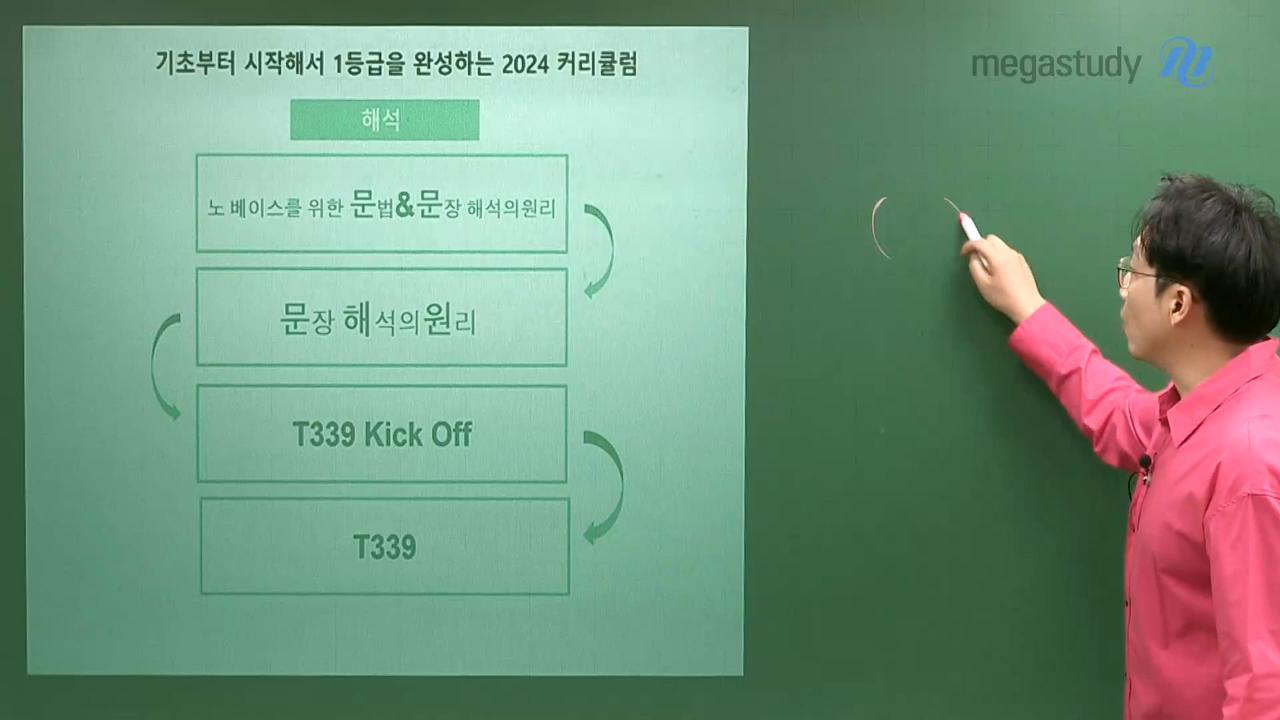 기초부터 시작해서 1등급을 완성하는 2024 커리큘럼
megastudy
해석
노 베이스를 위한 문법&문장 해석의원리
문장 해석의원리
T339 Kick Off
T339